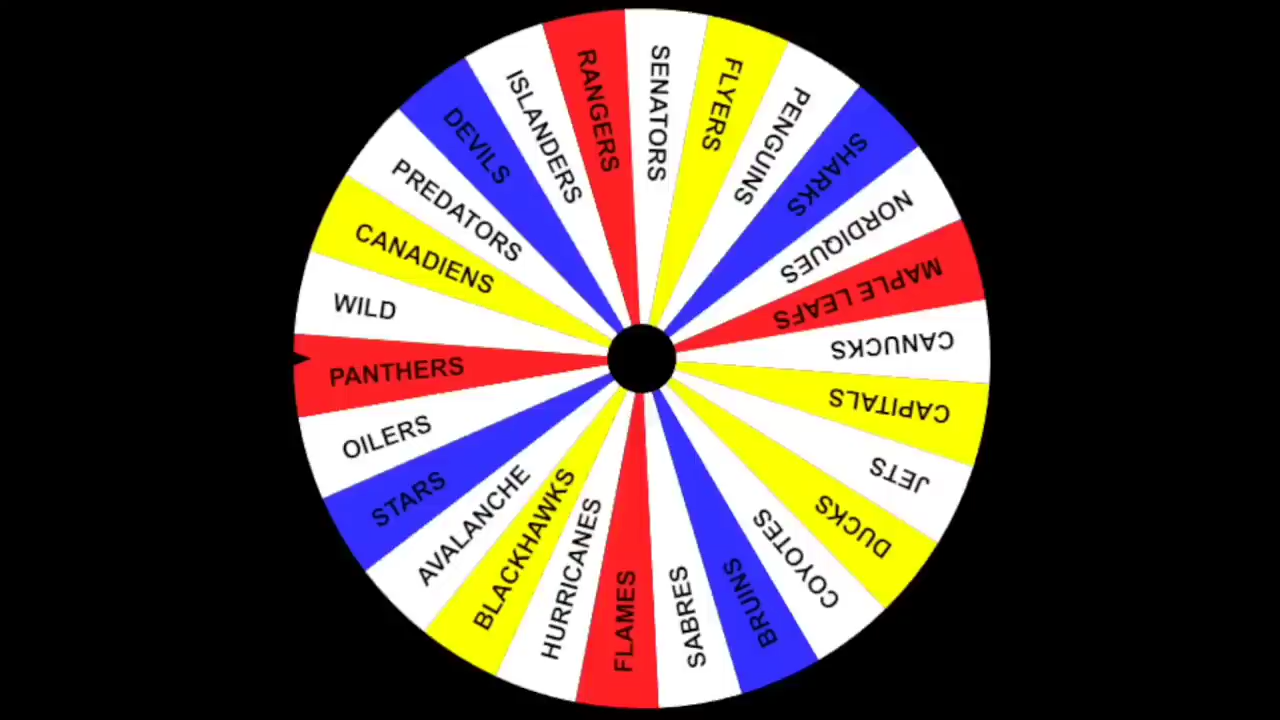 SENATORS
FLYERS
PENGUINS
SHARKS
NORDIQUES
MAPLE LEAFS
CANUCKS
CAPITALS
JETS
DUCKS
COYOTES
BRUINS
SABRES
FLAMES
HURRICANES
BLACKHAWKS
AVALANCHE
STARS
OILERS
PANTHERS
WILD
CANADIENS
PREDATORS
DEVILS
ISLANDERS
RANGERS